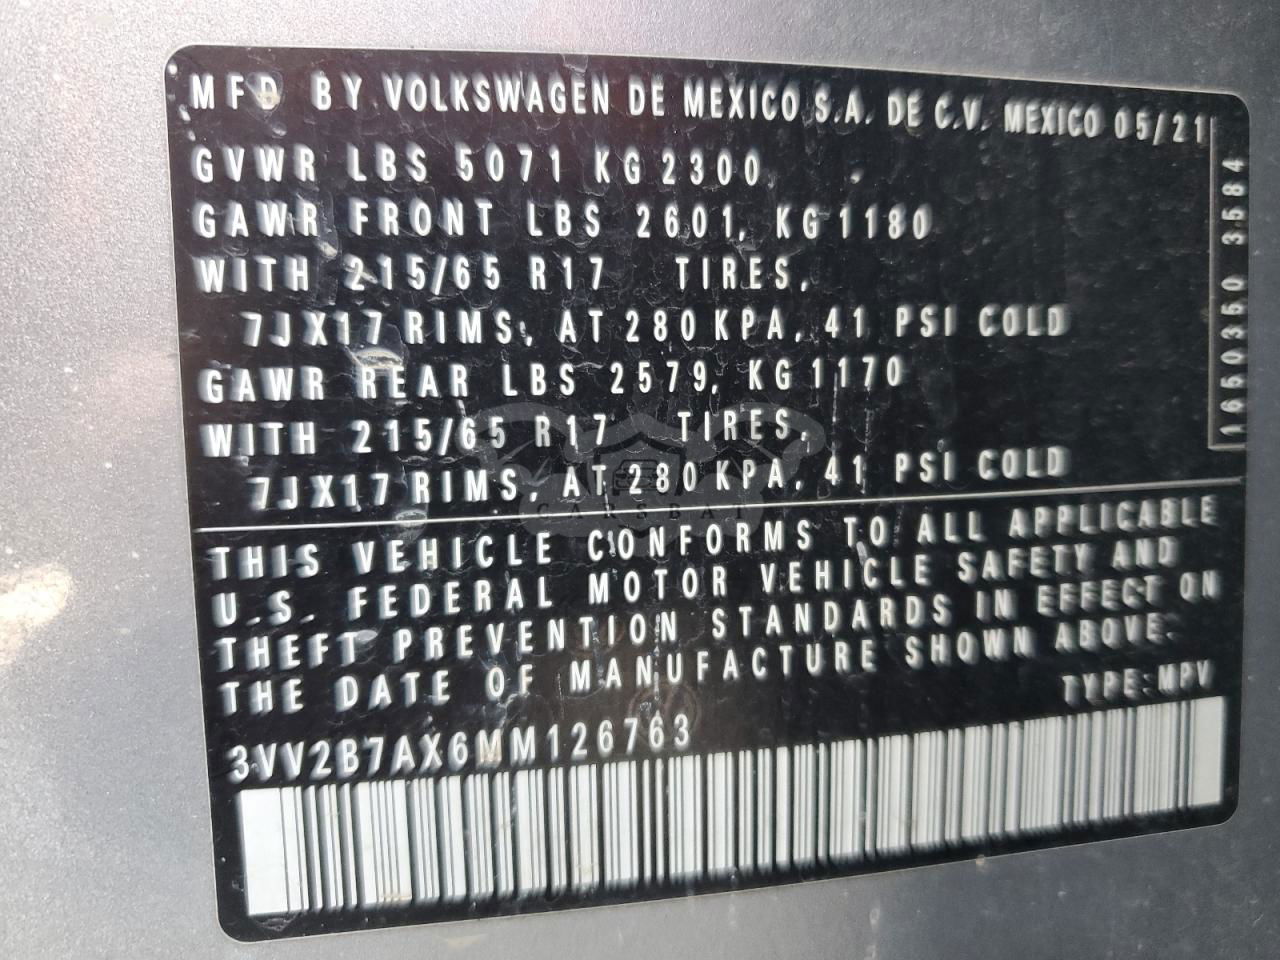 MFD BY VOLKSWAGEN DE MEXICO S.A. DE C.V. MEXICO 05/21
GVWR LBS 5071 KG 2300
GAWR FRONT LBS 2601, KG 1180
WITH 215/65 R17 TIRES,
7JX17 RIMS, AT 280 KPA, 41 PSI COLD
GAWR REAR LBS 2579, KG 1170
WITH 215/65 R17 TIRES,
7JX17 RIMS, AT 280 KPA, 41 PSI COLD
1650350 3584
THIS VEHICLE CONFORMS TO ALL APPLICABLE
U.S. FEDERAL MOTOR VEHICLE SAFETY AND
THEFT PREVENTION STANDARDS IN EFFECT ON
THE DATE OF MANUFACTURE SHOWN ABOVE.
TYPE: MPV
3VV2B7AX6MM126763
CARSBAT